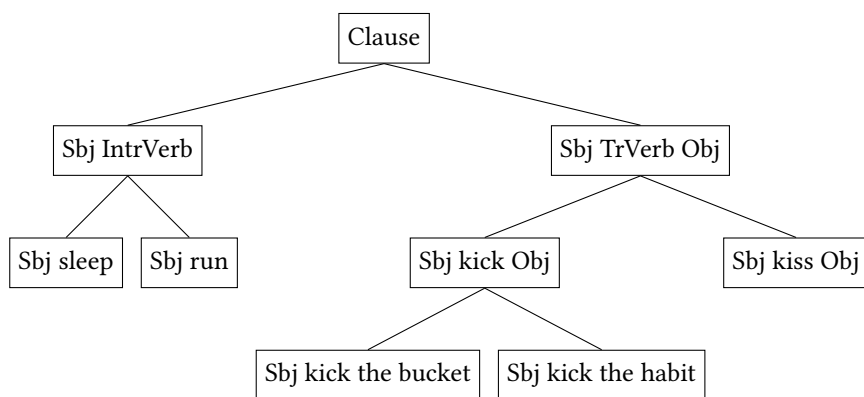 Clause
Sbj IntrVerb
Sbj TrVerb Obj
Sbj sleep
Sbj run
Sbj kick Obj
Sbj kiss Obj
Sbj kick the bucket
Sbj kick the habit